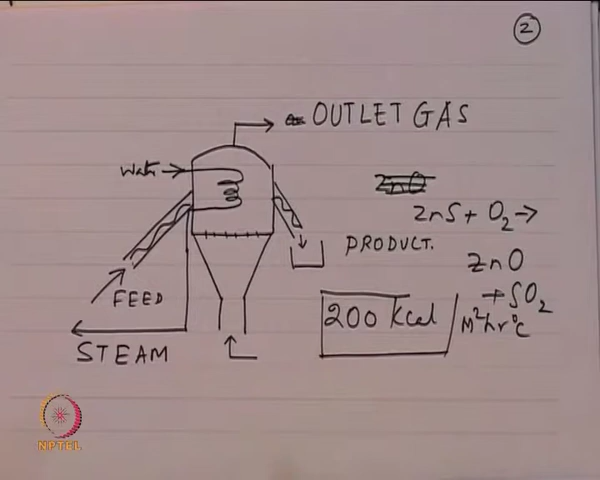 2
OUTLET GAS
Water
ZnO
ZnS + O2 →
PRODUCT.
ZnO
+ SO2
FEED
200 Kcal / M2 hr °C
STEAM
NPTEL